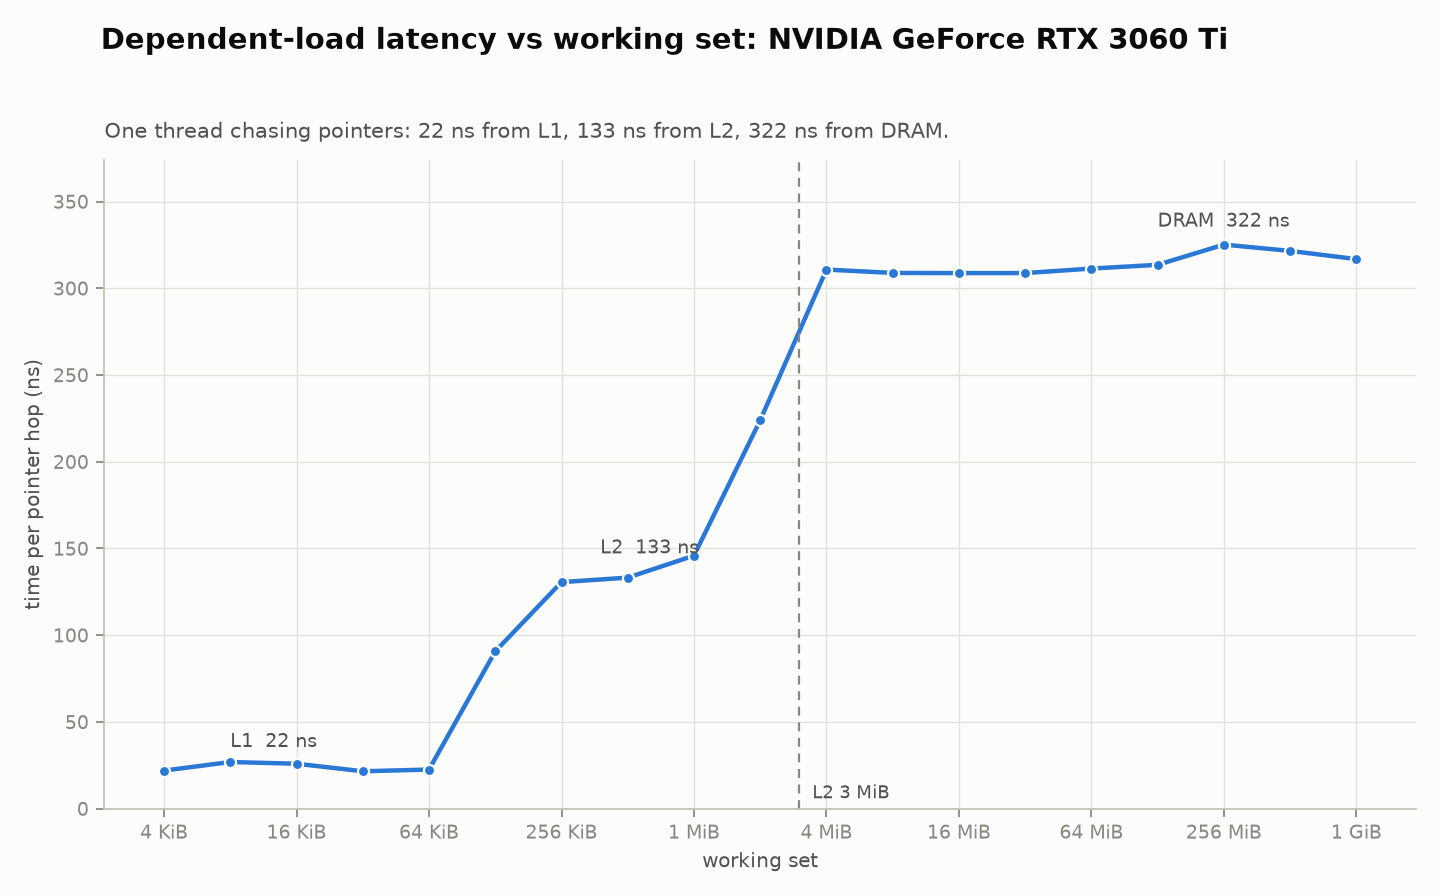 Dependent-load latency vs working set: NVIDIA GeForce RTX 3060 Ti
One thread chasing pointers: 22 ns from L1, 133 ns from L2, 322 ns from DRAM.
time per pointer hop (ns)
350
300
250
200
150
100
50
0
DRAM  322 ns
L2  133 ns
L1  22 ns
L2 3 MiB
4 KiB
16 KiB
64 KiB
256 KiB
1 MiB
4 MiB
16 MiB
64 MiB
256 MiB
1 GiB
working set